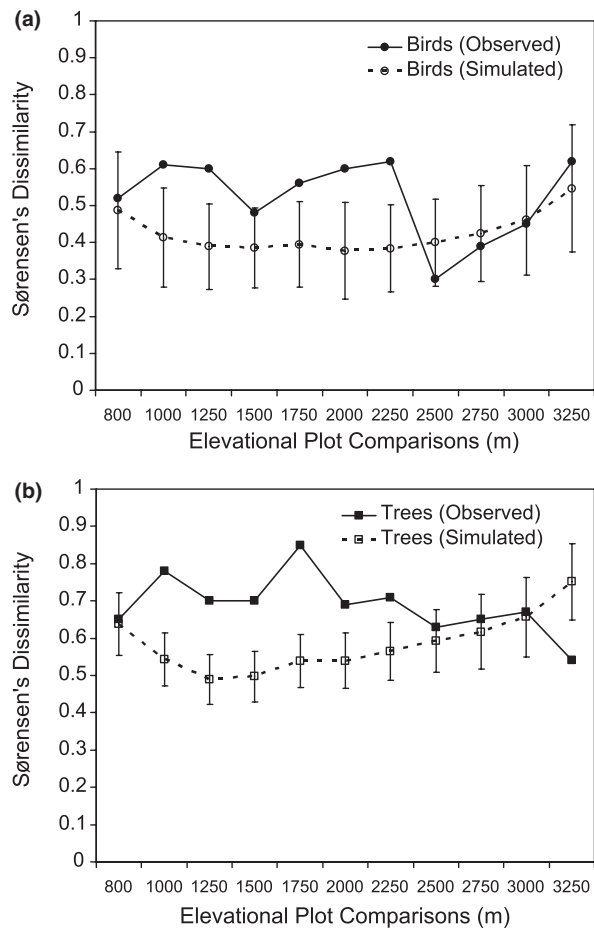 (a)
1
0.9
0.8
0.7
0.6
0.5
0.4
0.3
0.2
0.1
0
Sørensen's Dissimilarity
Birds (Observed)
Birds (Simulated)
800 1000 1250 1500 1750 2000 2250 2500 2750 3000 3250
Elevational Plot Comparisons (m)
(b)
1
0.9
0.8
0.7
0.6
0.5
0.4
0.3
0.2
0.1
0
Sørensen's Dissimilarity
Trees (Observed)
Trees (Simulated)
800 1000 1250 1500 1750 2000 2250 2500 2750 3000 3250
Elevational Plot Comparisons (m)